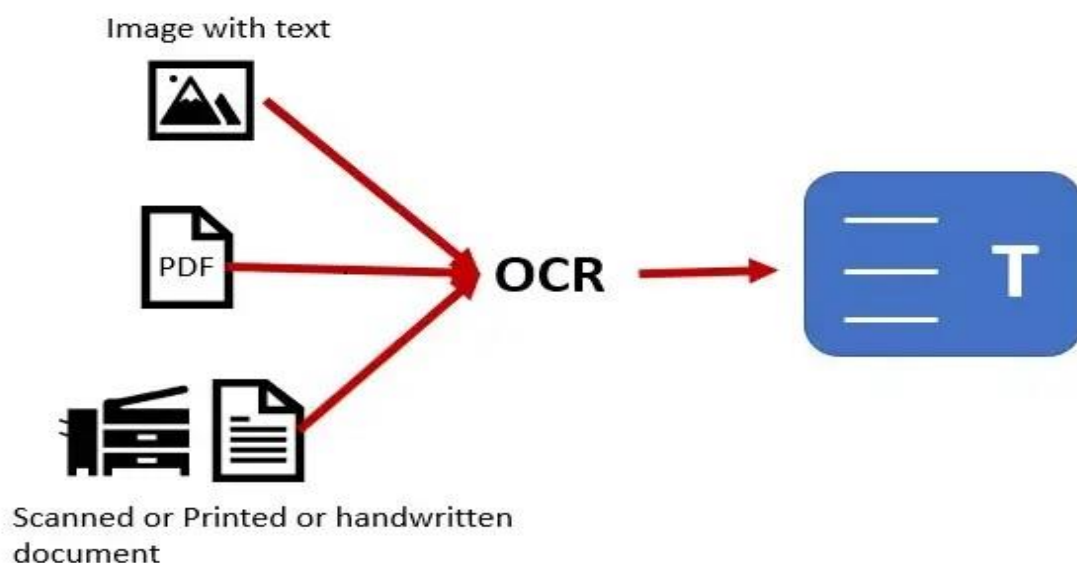 Image with text
PDF
OCR
T
Scanned or Printed or handwritten
document